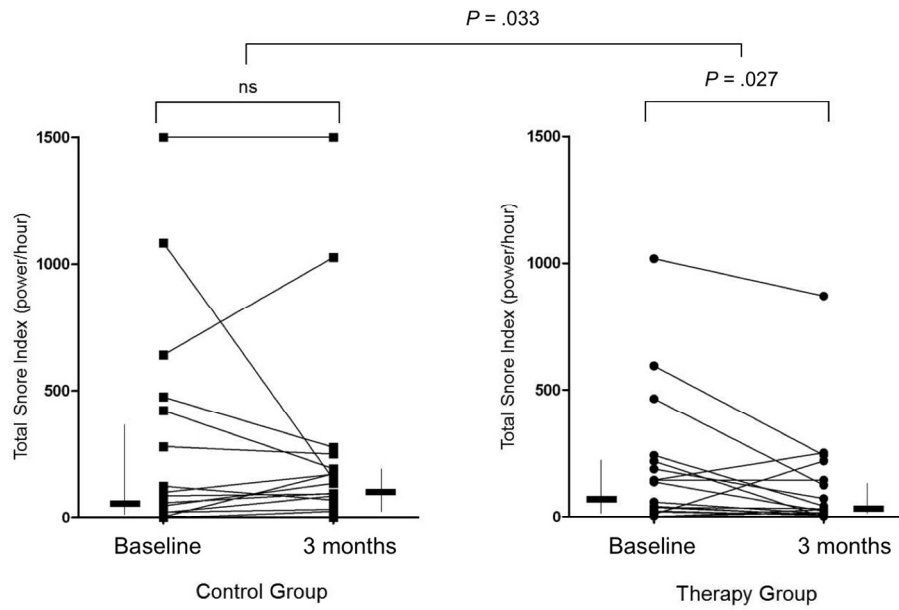 P = .033
ns
P = .027
1500
1000
500
0
Total Snore Index (power/hour)
Baseline
3 months
Control Group
1500
1000
500
0
Total Snore Index (power/hour)
Baseline
3 months
Therapy Group